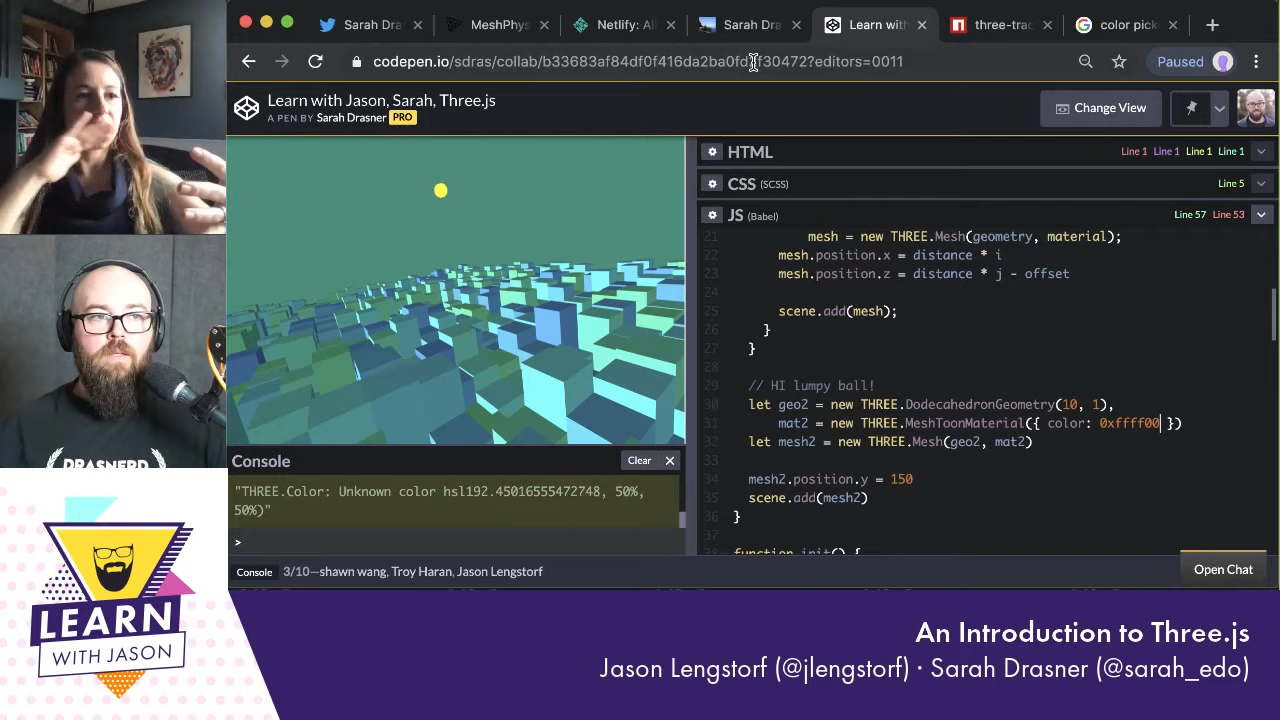 Sarah Dra
MeshPhys
Netlify: All
Sarah Dra
Learn with
three-trac
color pick
codepen.io/sdras/collab/b33683af84df0f416da2ba0fd
f30472?editors=0011
Paused
Learn with Jason, Sarah, Three.js
A PEN BY Sarah Drasner PRO
Change View
HTML
Line 1 Line 1 Line 1 Line 1
CSS (SCSS)
Line 5
JS (Babel)
Line 57 Line 53
21 mesh = new THREE.Mesh(geometry, material);
22 mesh.position.x = distance * i
23 mesh.position.z = distance * j - offset
24
25 scene.add(mesh);
26 }
27 }
28
29 // HI lumpy ball!
30 let geo2 = new THREE.DodecahedronGeometry(10, 1),
31 mat2 = new THREE.MeshToonMaterial({ color: 0xffff00 })
32 let mesh2 = new THREE.Mesh(geo2, mat2)
33
34 mesh2.position.y = 150
35 scene.add(mesh2)
36 }
37
38 function init() {
Console
Clear
"THREE.Color: Unknown color hsl192.45016555472748, 50%,
50%)"
>
Console 3/10—shawn wang, Troy Haran, Jason Lengstorf
Open Chat
DRASNERD
LEARN
WITH JASON
An Introduction to Three.js
Jason Lengstorf (@jlengstorf) · Sarah Drasner (@sarah_edo)